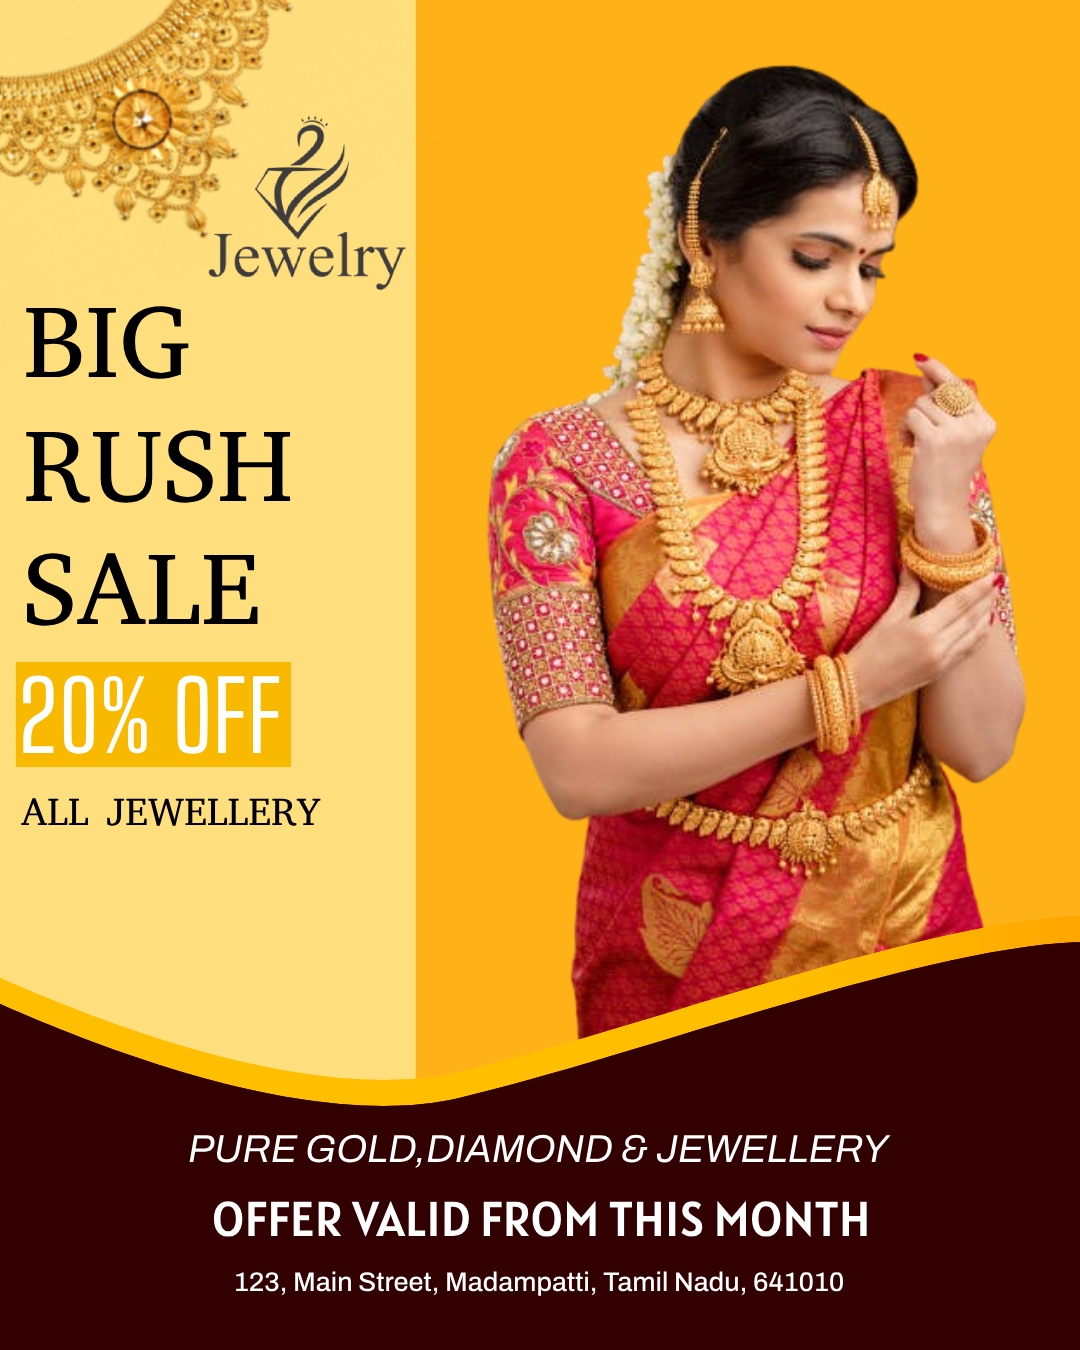 Jewelry
BIG
RUSH
SALE
20% OFF
ALL JEWELLERY
PURE GOLD,DIAMOND & JEWELLERY
OFFER VALID FROM THIS MONTH
123, Main Street, Madampatti, Tamil Nadu, 641010